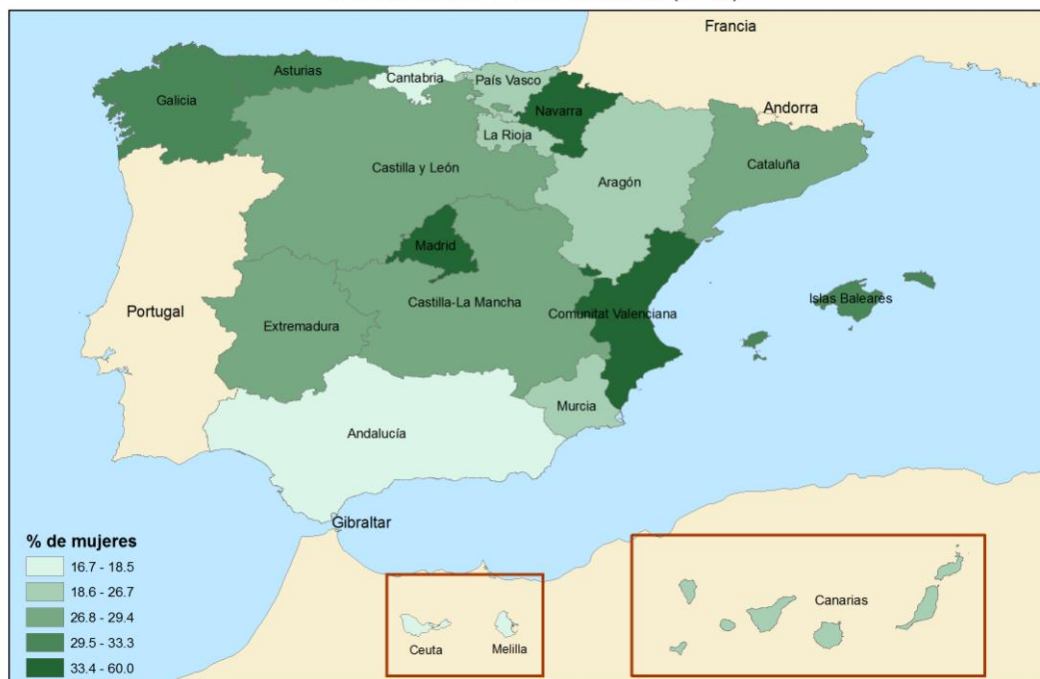 Francia
Asturias
Cantabria
País Vasco
Galicia
Navarra
Andorra
La Rioja
Castilla y León
Cataluña
Aragón
Madrid
Islas Baleares
Castilla-La Mancha
Portugal
Comunitat Valenciana
Extremadura
Murcia
Andalucía
Gibraltar
% de mujeres
16.7 - 18.5
18.6 - 26.7
26.8 - 29.4
29.5 - 33.3
33.4 - 60.0
Ceuta
Melilla
Canarias